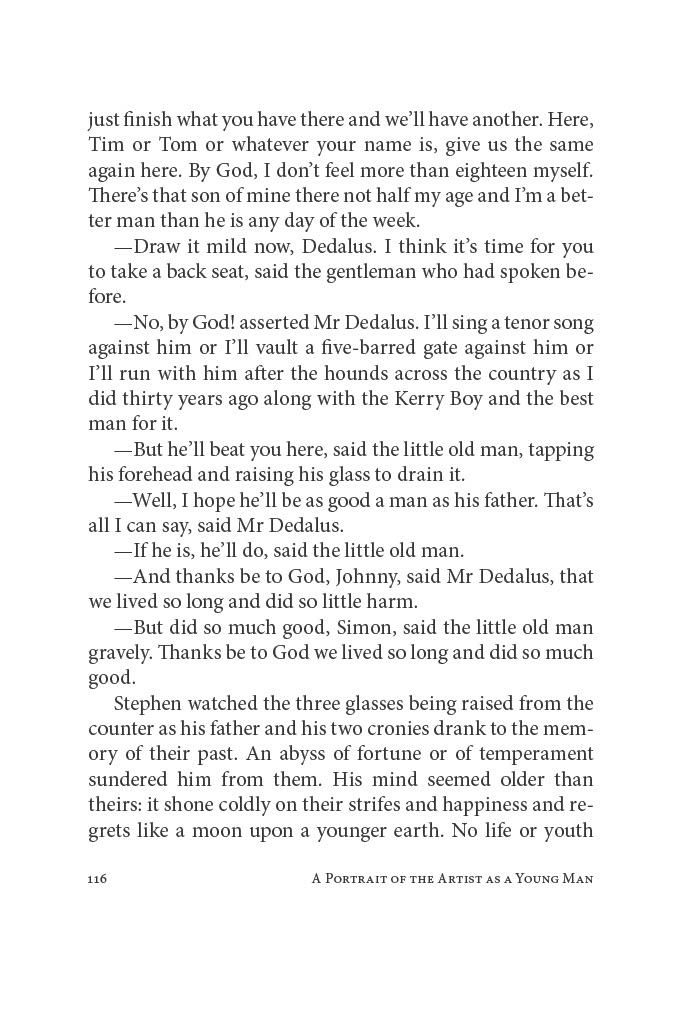 just finish what you have there and we’ll have another. Here,
Tim or Tom or whatever your name is, give us the same
again here. By God, I don’t feel more than eighteen myself.
There’s that son of mine there not half my age and I’m a bet-
ter man than he is any day of the week.
—Draw it mild now, Dedalus. I think it’s time for you
to take a back seat, said the gentleman who had spoken be-
fore.
—No, by God! asserted Mr Dedalus. I’ll sing a tenor song
against him or I’ll vault a five-barred gate against him or
I’ll run with him after the hounds across the country as I
did thirty years ago along with the Kerry Boy and the best
man for it.
—But he’ll beat you here, said the little old man, tapping
his forehead and raising his glass to drain it.
—Well, I hope he’ll be as good a man as his father. That’s
all I can say, said Mr Dedalus.
—If he is, he’ll do, said the little old man.
—And thanks be to God, Johnny, said Mr Dedalus, that
we lived so long and did so little harm.
—But did so much good, Simon, said the little old man
gravely. Thanks be to God we lived so long and did so much
good.
Stephen watched the three glasses being raised from the
counter as his father and his two cronies drank to the mem-
ory of their past. An abyss of fortune or of temperament
sundered him from them. His mind seemed older than
theirs: it shone coldly on their strifes and happiness and re-
grets like a moon upon a younger earth. No life or youth
116 A Portrait of the Artist as a Young Man